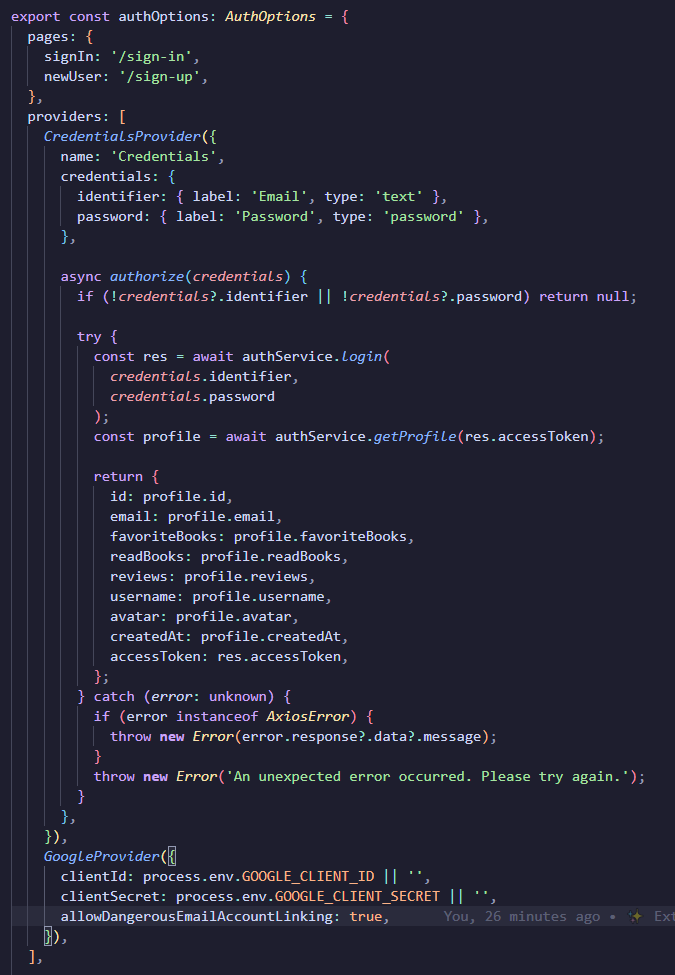 export const authOptions: AuthOptions = {
  pages: {
    signIn: '/sign-in',
    newUser: '/sign-up',
  },
  providers: [
    CredentialsProvider({
      name: 'Credentials',
      credentials: {
        identifier: { label: 'Email', type: 'text' },
        password: { label: 'Password', type: 'password' },
      },

      async authorize(credentials) {
        if (!credentials?.identifier || !credentials?.password) return null;

        try {
          const res = await authService.login(
            credentials.identifier,
            credentials.password
          );
          const profile = await authService.getProfile(res.accessToken);

          return {
            id: profile.id,
            email: profile.email,
            favoriteBooks: profile.favoriteBooks,
            readBooks: profile.readBooks,
            reviews: profile.reviews,
            username: profile.username,
            avatar: profile.avatar,
            createdAt: profile.createdAt,
            accessToken: res.accessToken,
          };
        } catch (error: unknown) {
          if (error instanceof AxiosError) {
            throw new Error(error.response?.data?.message);
          }
          throw new Error('An unexpected error occurred. Please try again.');
        }
      },
    }),
    GoogleProvider({
      clientId: process.env.GOOGLE_CLIENT_ID || '',
      clientSecret: process.env.GOOGLE_CLIENT_SECRET || '',
      allowDangerousEmailAccountLinking: true, You, 26 minutes ago • ✨ Ext
    }),
  ],